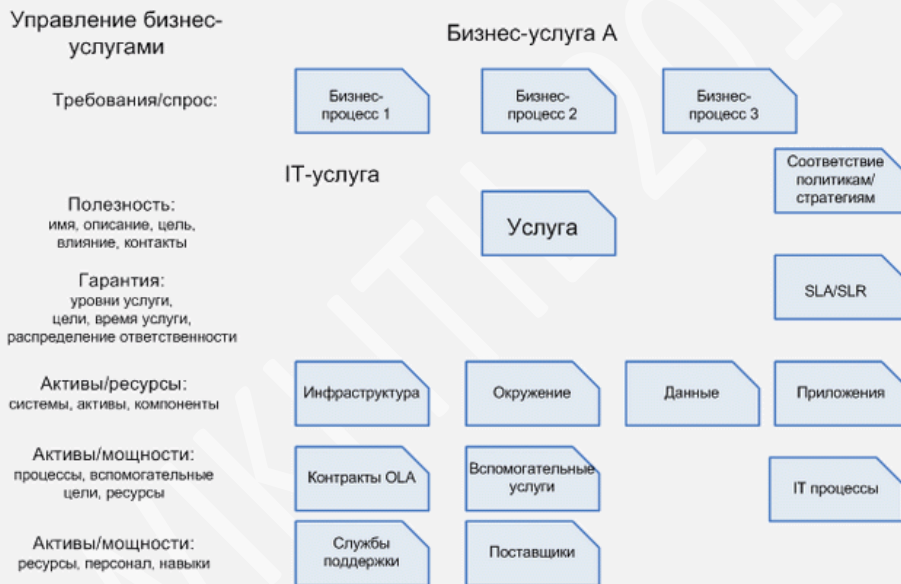 Управление бизнес-
услугами
Бизнес-услуга А
Требования/спрос:
Бизнес-
процесс 1
Бизнес-
процесс 2
Бизнес-
процесс 3
IT-услуга
Соответствие
политикам/
стратегиям
Полезность:
имя, описание, цель,
влияние, контакты
Услуга
Гарантия:
уровни услуги,
цели, время услуги,
распределение ответственности
SLA/SLR
Активы/ресурсы:
системы, активы, компоненты
Инфраструктура
Окружение
Данные
Приложения
Активы/мощности:
процессы, вспомогательные
цели, ресурсы
Контракты OLA
Вспомогательные
услуги
IT процессы
Активы/мощности:
ресурсы, персонал, навыки
Службы
поддержки
Поставщики